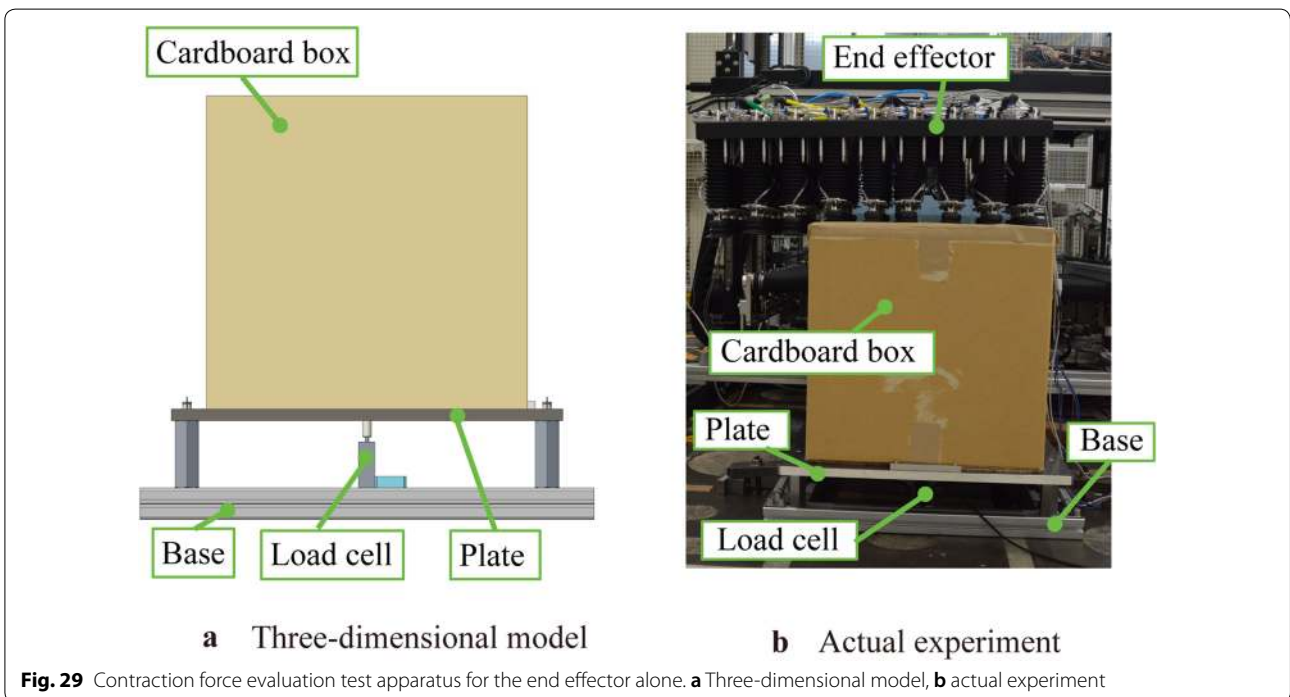 Cardboard box
Base
Load cell
Plate
a Three-dimensional model
End effector
Cardboard box
Plate
Base
Load cell
b Actual experiment
Fig. 29 Contraction force evaluation test apparatus for the end effector alone. a Three-dimensional model, b actual experiment